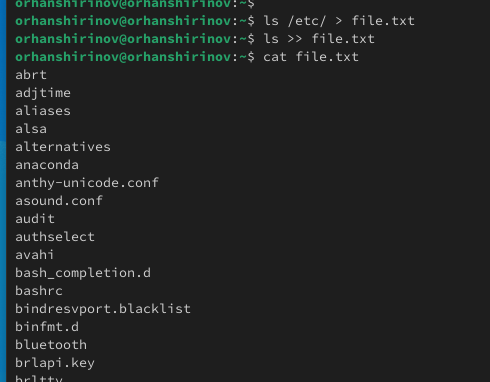 orhanshirinov@orhanshirinov:~$
orhanshirinov@orhanshirinov:~$ ls /etc/ > file.txt
orhanshirinov@orhanshirinov:~$ ls >> file.txt
orhanshirinov@orhanshirinov:~$ cat file.txt
abrt
adjtime
aliases
alsa
alternatives
anaconda
anthy-unicode.conf
asound.conf
audit
authselect
avahi
bash_completion.d
bashrc
bindresvport.blacklist
binfmt.d
bluetooth
brlapi.key
brltty